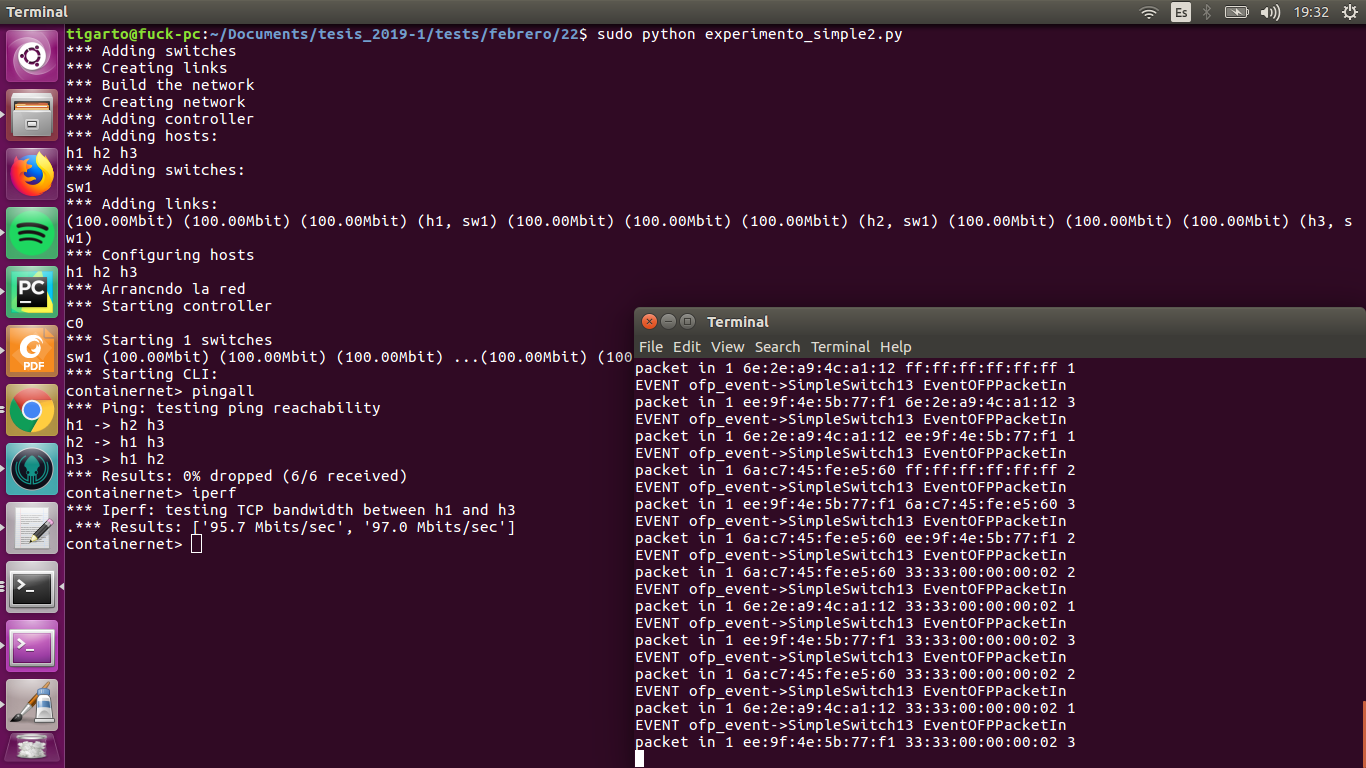 Terminal
Es
19:32
tigarto@fuck-pc:~/Documents/tesis_2019-1/tests/febrero/22$ sudo python experimento_simple2.py
*** Adding switches
*** Creating links
*** Build the network
*** Creating network
*** Adding controller
*** Adding hosts:
h1 h2 h3
*** Adding switches:
sw1
*** Adding links:
(100.00Mbit) (100.00Mbit) (100.00Mbit) (h1, sw1) (100.00Mbit) (100.00Mbit) (100.00Mbit) (h2, sw1) (100.00Mbit) (100.00Mbit) (100.00Mbit) (h3, s
w1)
*** Configuring hosts
h1 h2 h3
*** Arrancndo la red
*** Starting controller
c0
*** Starting 1 switches
sw1 (100.00Mbit) (100.00Mbit) (100.00Mbit) ...(100.00Mbit) (100
*** Starting CLI:
containernet> pingall
*** Ping: testing ping reachability
h1 -> h2 h3
h2 -> h1 h3
h3 -> h1 h2
*** Results: 0% dropped (6/6 received)
containernet> iperf
*** Iperf: testing TCP bandwidth between h1 and h3
.*** Results: ['95.7 Mbits/sec', '97.0 Mbits/sec']
containernet>
PC
PDF
Terminal
File Edit View Search Terminal Help
packet in 1 6e:2e:a9:4c:a1:12 ff:ff:ff:ff:ff:ff 1
EVENT ofp_event->SimpleSwitch13 EventOFPPacketIn
packet in 1 ee:9f:4e:5b:77:f1 6e:2e:a9:4c:a1:12 3
EVENT ofp_event->SimpleSwitch13 EventOFPPacketIn
packet in 1 6e:2e:a9:4c:a1:12 ee:9f:4e:5b:77:f1 1
EVENT ofp_event->SimpleSwitch13 EventOFPPacketIn
packet in 1 6a:c7:45:fe:e5:60 ff:ff:ff:ff:ff:ff 2
EVENT ofp_event->SimpleSwitch13 EventOFPPacketIn
packet in 1 ee:9f:4e:5b:77:f1 6a:c7:45:fe:e5:60 3
EVENT ofp_event->SimpleSwitch13 EventOFPPacketIn
packet in 1 6a:c7:45:fe:e5:60 ee:9f:4e:5b:77:f1 2
EVENT ofp_event->SimpleSwitch13 EventOFPPacketIn
packet in 1 6a:c7:45:fe:e5:60 33:33:00:00:00:02 2
EVENT ofp_event->SimpleSwitch13 EventOFPPacketIn
packet in 1 6e:2e:a9:4c:a1:12 33:33:00:00:00:02 1
EVENT ofp_event->SimpleSwitch13 EventOFPPacketIn
packet in 1 ee:9f:4e:5b:77:f1 33:33:00:00:00:02 3
EVENT ofp_event->SimpleSwitch13 EventOFPPacketIn
packet in 1 6a:c7:45:fe:e5:60 33:33:00:00:00:02 2
EVENT ofp_event->SimpleSwitch13 EventOFPPacketIn
packet in 1 6e:2e:a9:4c:a1:12 33:33:00:00:00:02 1
EVENT ofp_event->SimpleSwitch13 EventOFPPacketIn
packet in 1 ee:9f:4e:5b:77:f1 33:33:00:00:00:02 3